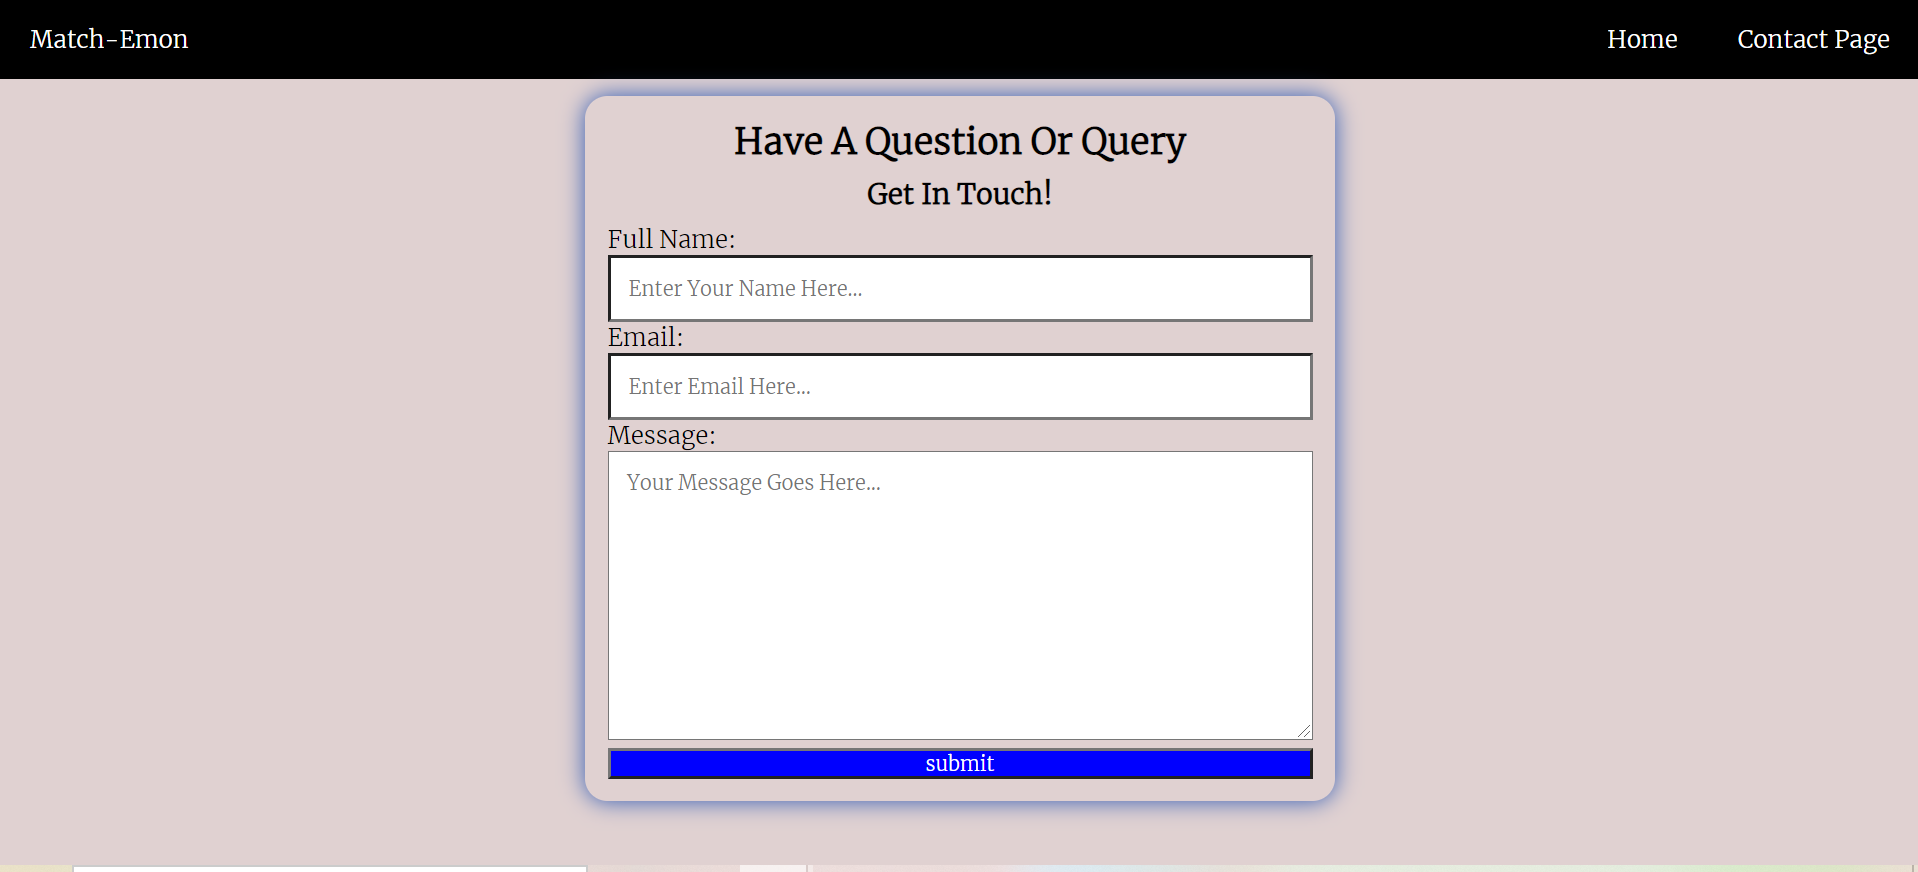 Match-Emon Home Contact Page
Have A Question Or Query
Get In Touch!
Full Name:
Enter Your Name Here...
Email:
Enter Email Here...
Message:
Your Message Goes Here...
submit